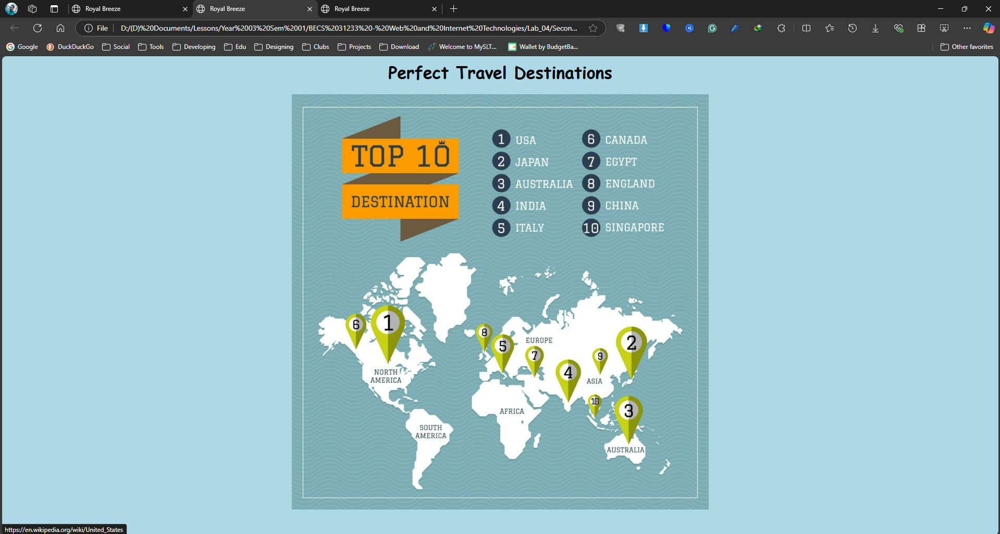 Royal Breeze
Royal Breeze
Royal Breeze
File
D:/(D)%20Documents/Lessons/Year%2003%20Sem%2001/BECS%2031233%20-%20Web%20and%20Internet%20Technologies/Lab_04/Secon...
Google
DuckDuckGo
Social
Tools
Developing
Edu
Designing
Clubs
Projects
Download
Welcome to MySLT...
Wallet by BudgetBa...
Other favorites
Perfect Travel Destinations
TOP 10
DESTINATION
1 USA
2 JAPAN
3 AUSTRALIA
4 INDIA
5 ITALY
6 CANADA
7 EGYPT
8 ENGLAND
9 CHINA
10 SINGAPORE
6
1
8
5
EUROPE
7
4
9
2
NORTH
AMERICA
ASIA
10
3
AFRICA
SOUTH
AMERICA
AUSTRALIA
https://en.wikipedia.org/wiki/United_States